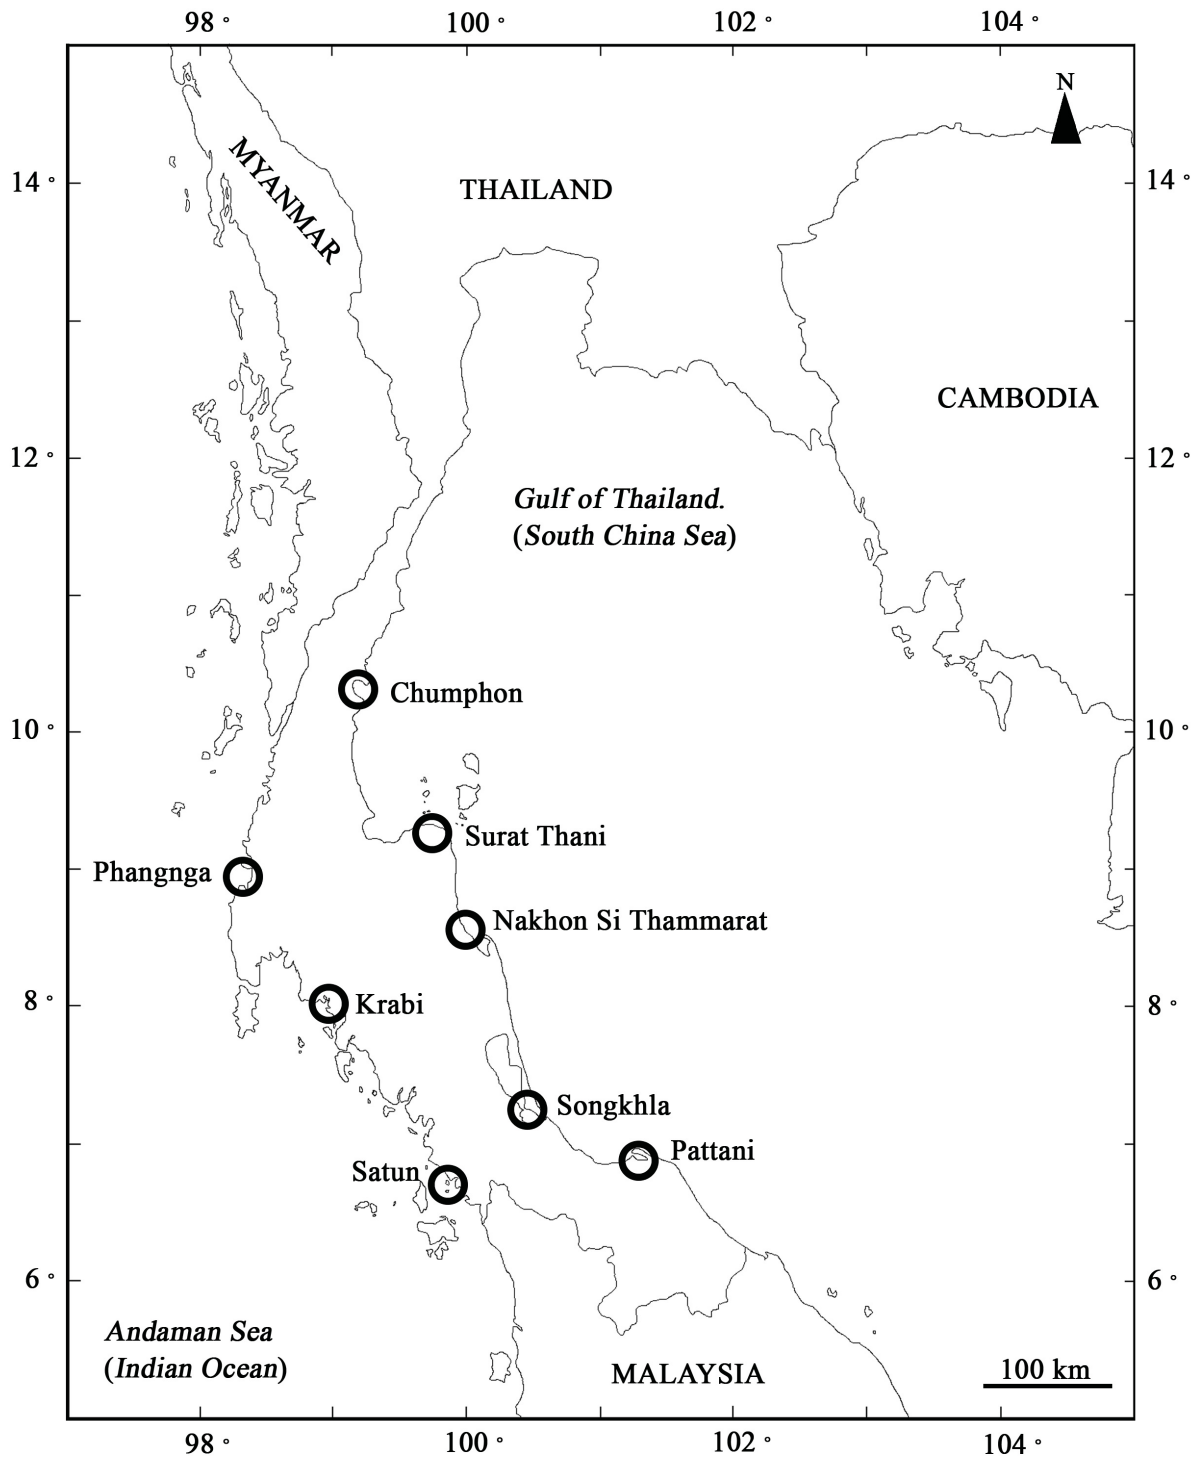 98 °
100 °
102 °
104 °
N
14 °
MYANMAR
THAILAND
14 °
CAMBODIA
12 °
12 °
Gulf of Thailand.
(South China Sea)
Chumphon
10 °
10 °
Surat Thani
Phangnga
Nakhon Si Thammarat
8 °
Krabi
8 °
Songkhla
Pattani
Satun
6 °
6 °
Andaman Sea
(Indian Ocean)
MALAYSIA
100 km
98 °
100 °
102 °
104 °